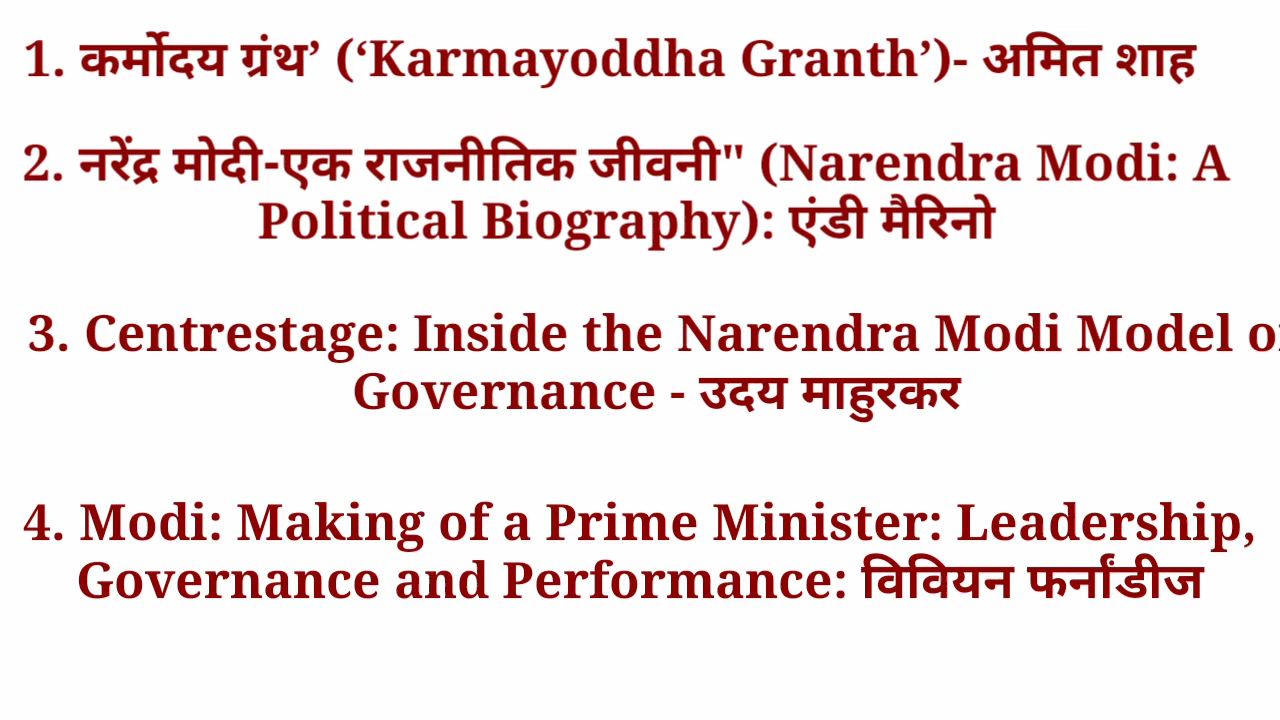 1. कर्मोदय ग्रंथ’ (‘Karmayoddha Granth’)- अमित शाह
2. नरेंद्र मोदी-एक राजनीतिक जीवनी" (Narendra Modi: A
Political Biography): एंडी मैरिनो
3. Centrestage: Inside the Narendra Modi Model
Governance - उदय माहुरकर
4. Modi: Making of a Prime Minister: Leadership,
Governance and Performance: विवियन फर्नांडीज